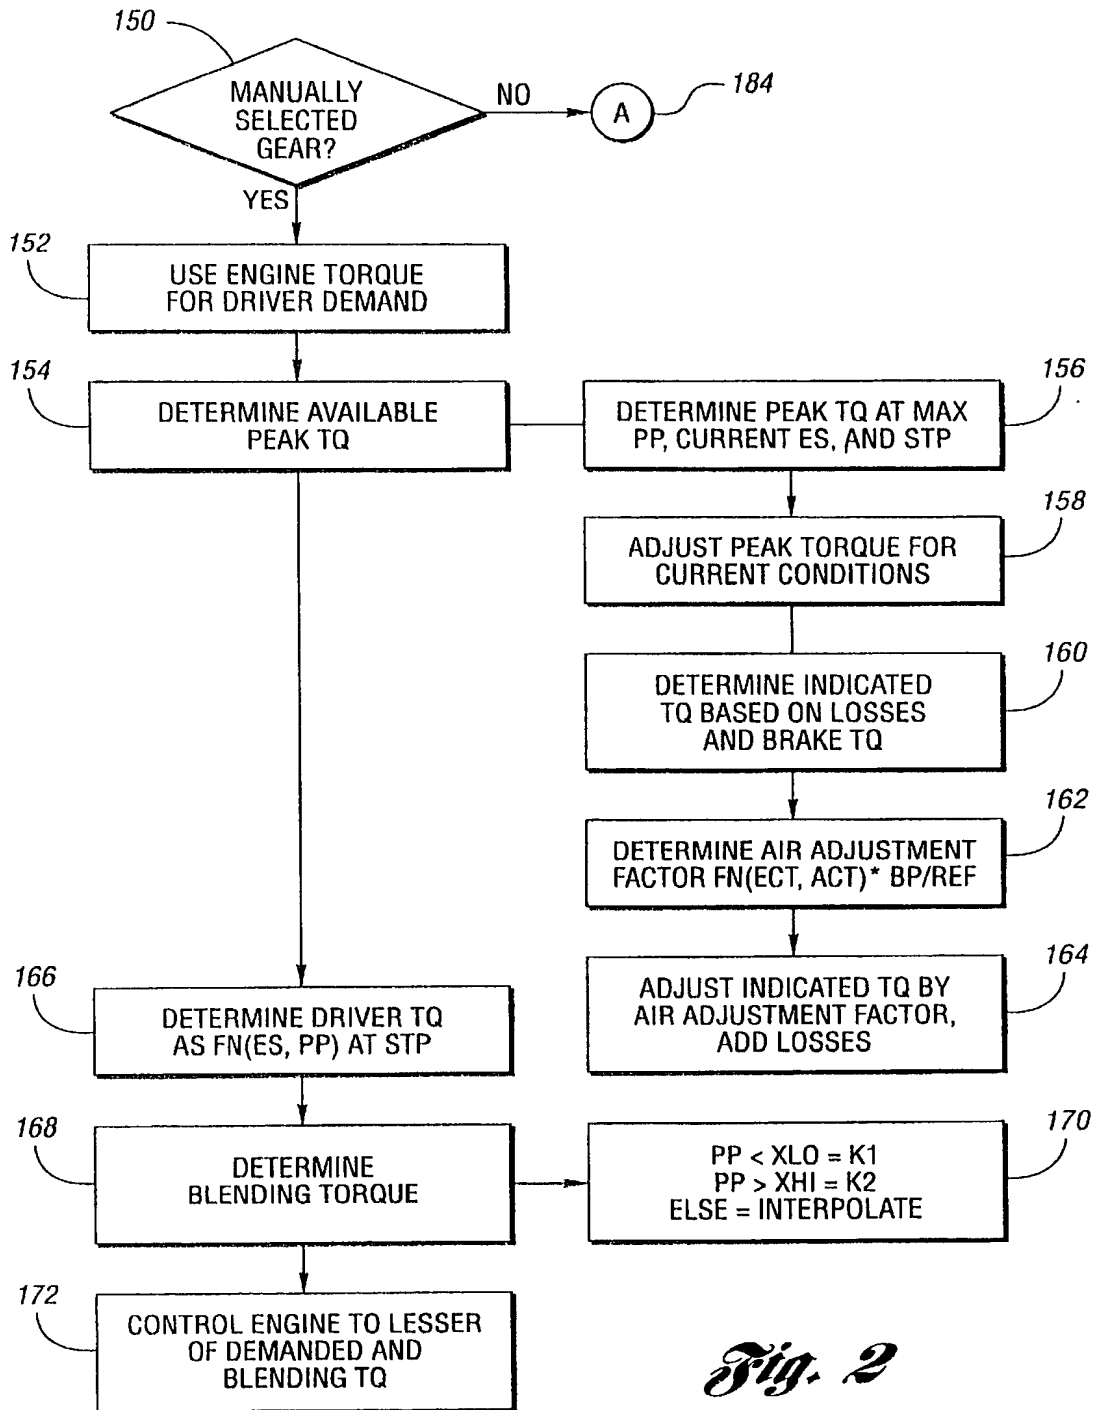 150
MANUALLY
SELECTED
GEAR?
NO
A
184
YES
152
USE ENGINE TORQUE
FOR DRIVER DEMAND
154
DETERMINE AVAILABLE
PEAK TQ
156
DETERMINE PEAK TQ AT MAX
PP, CURRENT ES, AND STP
158
ADJUST PEAK TORQUE FOR
CURRENT CONDITIONS
160
DETERMINE INDICATED
TQ BASED ON LOSSES
AND BRAKE TQ
162
DETERMINE AIR ADJUSTMENT
FACTOR FN(ECT, ACT)* BP/REF
164
ADJUST INDICATED TQ BY
AIR ADJUSTMENT FACTOR,
ADD LOSSES
166
DETERMINE DRIVER TQ
AS FN(ES, PP) AT STP
168
DETERMINE
BLENDING TORQUE
170
PP < XLO = K1
PP > XHI = K2
ELSE = INTERPOLATE
172
CONTROL ENGINE TO LESSER
OF DEMANDED AND
BLENDING TQ
Fig. 2